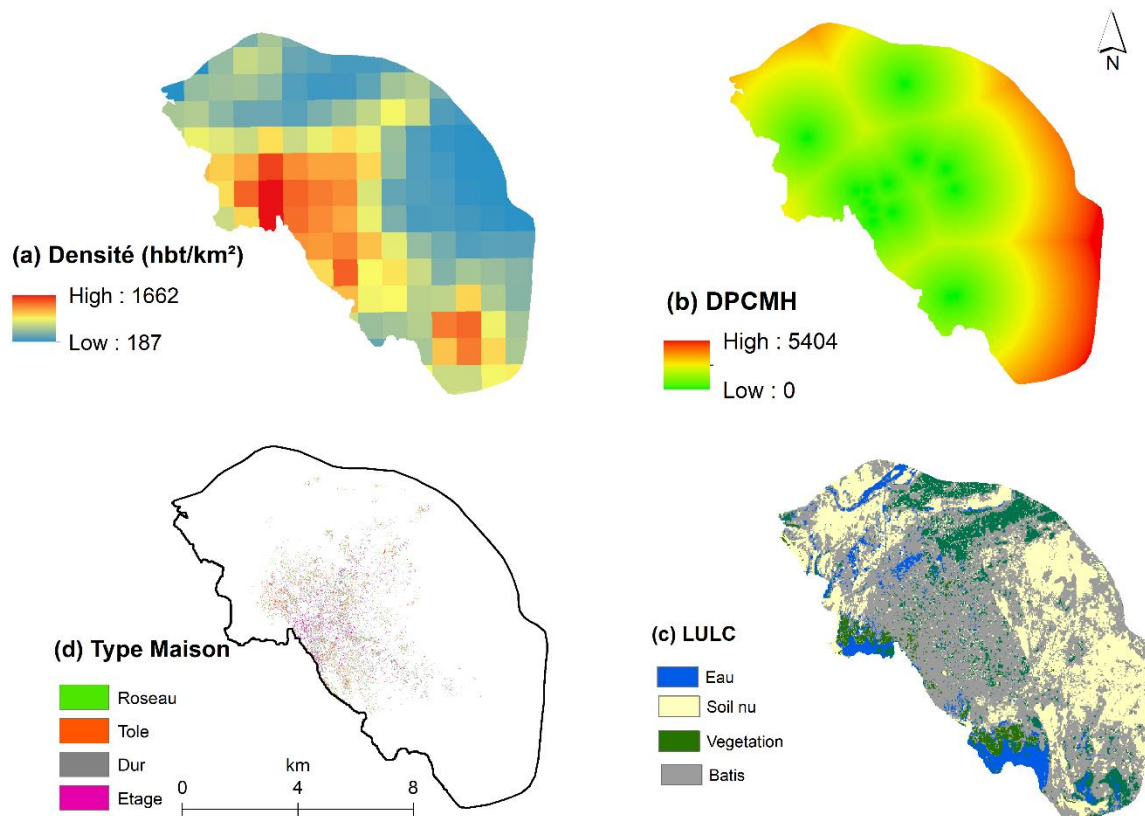 N
(a) Densité (hbt/km²)
High : 1662
Low : 187
(b) DPCMH
High : 5404
Low : 0
(d) Type Maison
Roseau
Tole
Dur
Etage
km
0 4 8
(c) LULC
Eau
Soil nu
Vegetation
Batis